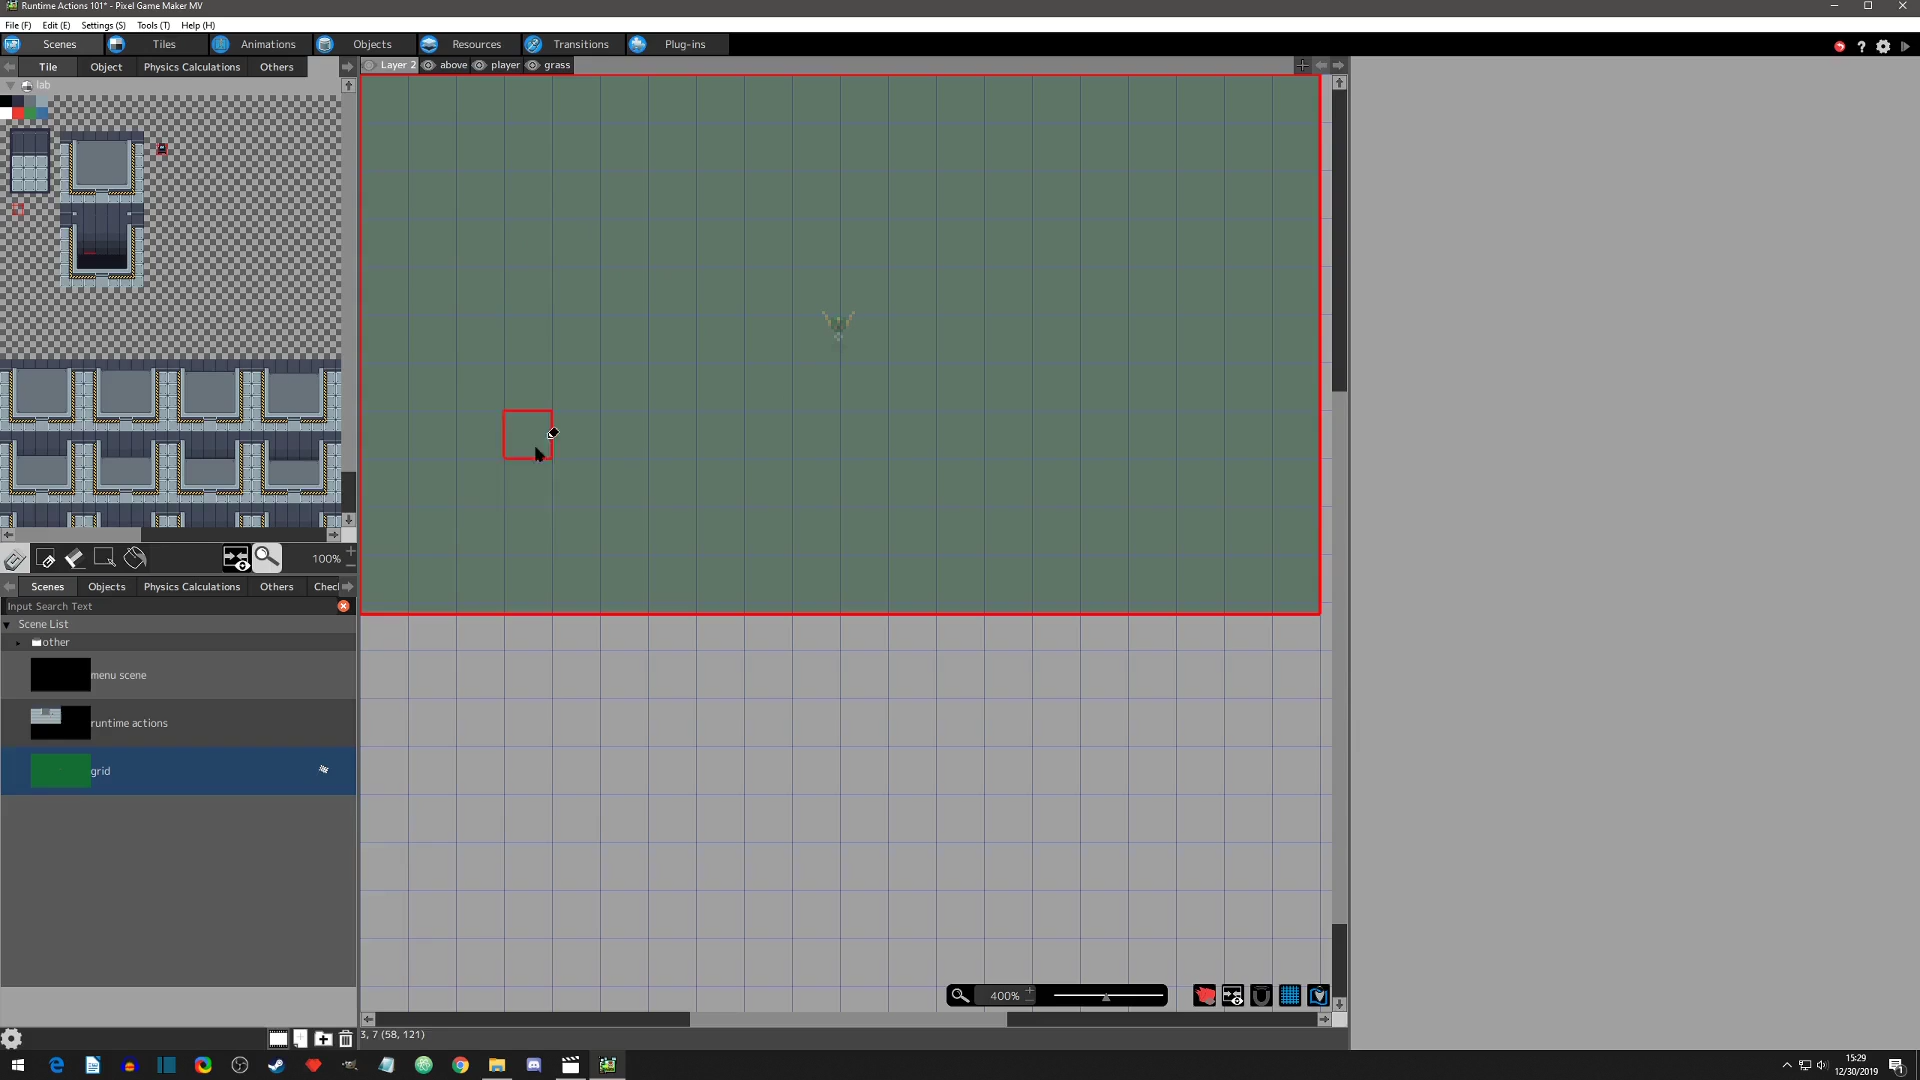 Runtime Actions 101* - Pixel Game Maker MV
File (F) Edit (E) Settings (S) Tools (T) Help (H)
Scenes Tiles Animations Objects Resources Transitions Plug-ins
Tile Object Physics Calculations Others
Layer 2 above player grass
lab
100%
Scenes Objects Physics Calculations Others Chec
Input Search Text
Scene List
other
menu scene
runtime actions
grid
400%
3, 7 (58, 121)
15:29
12/30/2019